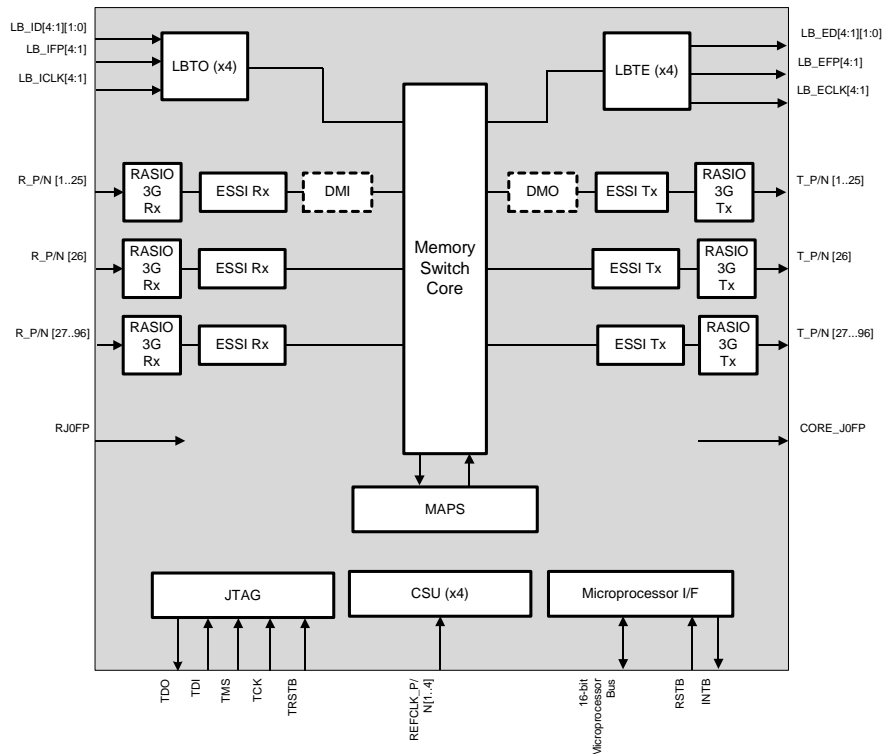 LB_ID[4:1][1:0]
LB_IFP[4:1]
LB_ICLK[4:1]
LBTO (x4)
LBTE (x4)
LB_ED[4:1][1:0]
LB_EFP[4:1]
LB_ECLK[4:1]
R_P/N [1..25]
RASIO
3G
Rx
ESSI Rx
DMI
DMO
ESSI Tx
RASIO
3G
Tx
T_P/N [1..25]
R_P/N [26]
RASIO
3G
Rx
ESSI Rx
Memory
Switch
Core
ESSI Tx
RASIO
3G
Tx
T_P/N [26]
R_P/N [27..96]
RASIO
3G
Rx
ESSI Rx
ESSI Tx
RASIO
3G
Tx
T_P/N [27...96]
RJ0FP
CORE_J0FP
MAPS
JTAG
CSU (x4)
Microprocessor I/F
TDO
TDI
TMS
TCK
TRSTB
REFCLK_P/
N[1..4]
16-bit
Microprocessor
Bus
RSTB
INTB